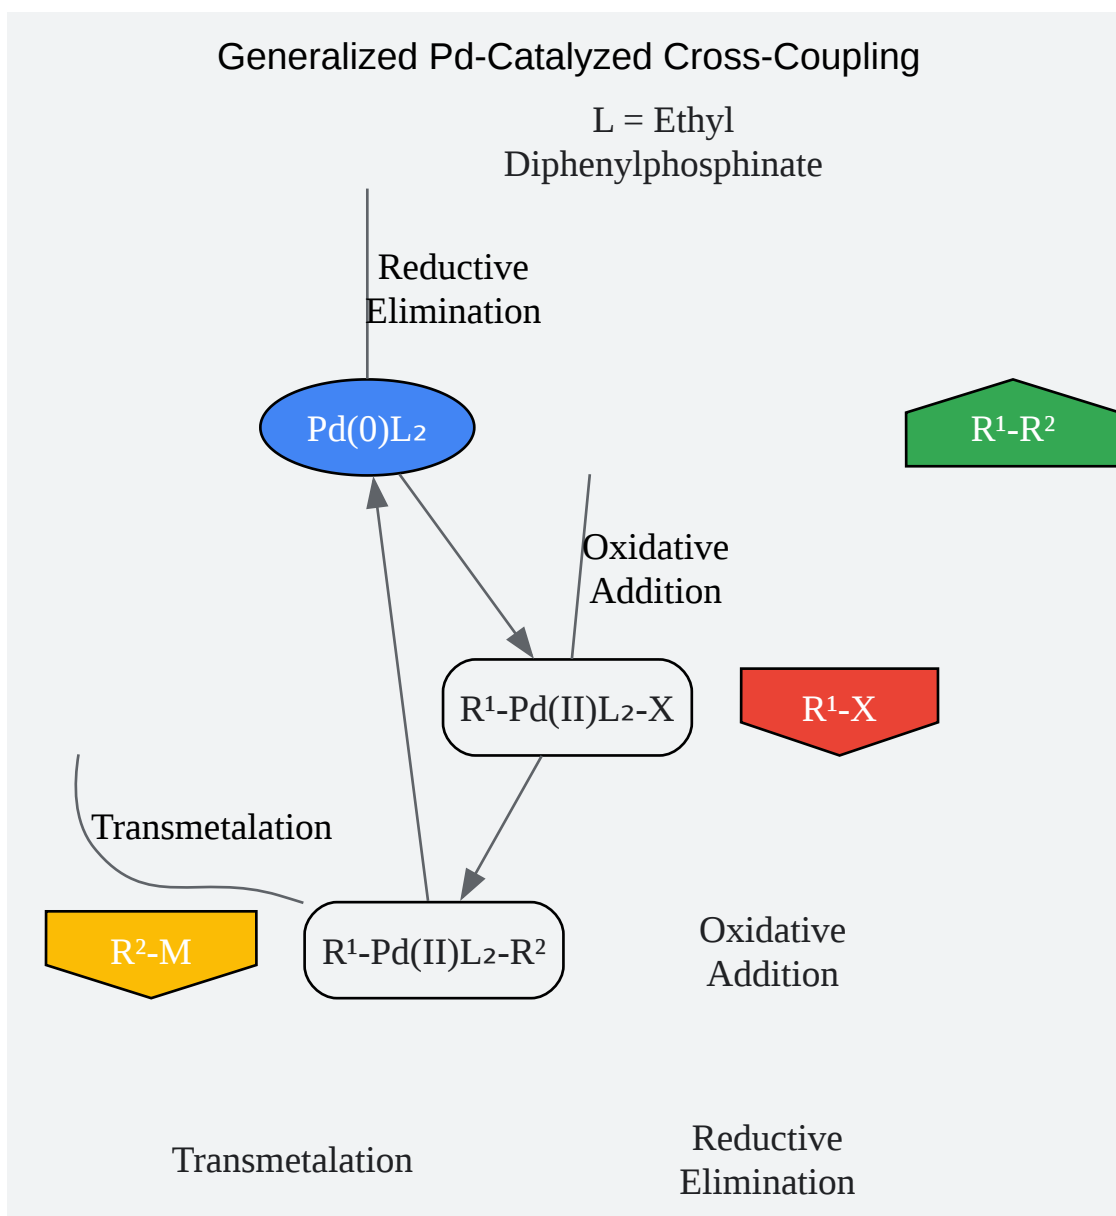 Generalized Pd-Catalyzed Cross-Coupling
L = Ethyl
Diphenylphosphinate
Reductive
Elimination
Pd(0)L₂
R¹-R²
Oxidative
Addition
R¹-Pd(II)L₂-X
R¹-X
Transmetalation
R²-M
R¹-Pd(II)L₂-R²
Oxidative
Addition
Transmetalation
Reductive
Elimination